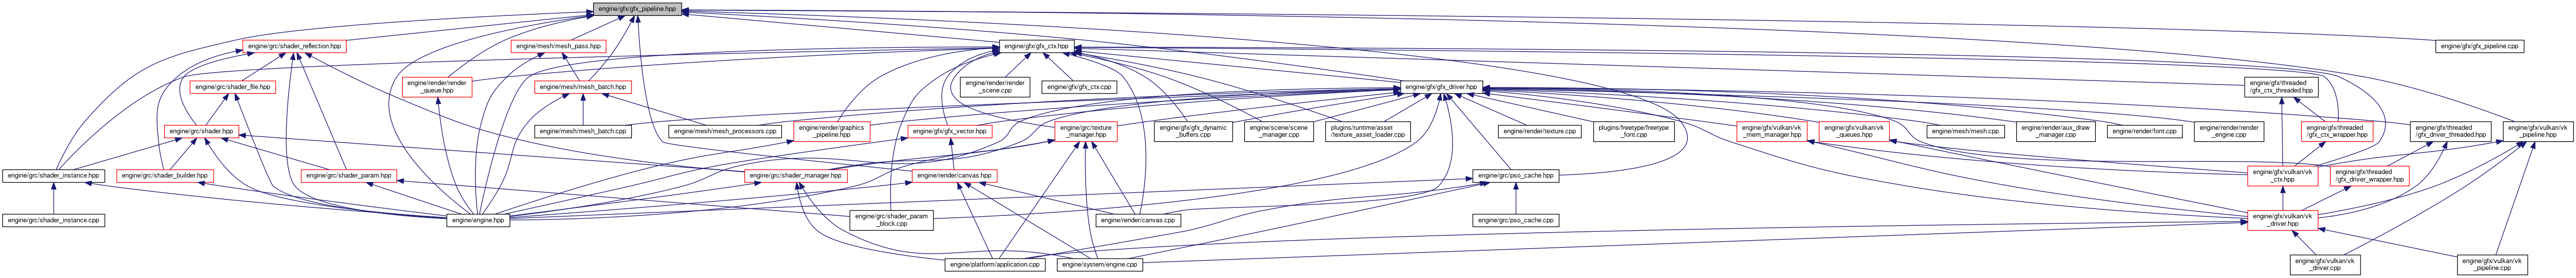 engine/gfx/gfx_pipeline.hpp
engine/grc/shader_reflection.hpp
engine/mesh/mesh_pass.hpp
engine/gfx/gfx_ctx.hpp
engine/gfx/gfx_pipeline.cpp
engine/grc/shader_file.hpp
engine/render/render
_queue.hpp
engine/mesh/mesh_batch.hpp
engine/render/render
_scene.cpp
engine/gfx/gfx_ctx.cpp
engine/gfx/gfx_driver.hpp
engine/gfx/threaded
/gfx_ctx_threaded.hpp
engine/grc/shader.hpp
engine/mesh/mesh_batch.cpp
engine/mesh/mesh_processors.cpp
engine/render/graphics
_pipeline.hpp
engine/gfx/gfx_vector.hpp
engine/grc/texture
_manager.hpp
engine/gfx/gfx_dynamic
_buffers.cpp
engine/scene/scene
_manager.cpp
plugins/runtime/asset
/texture_asset_loader.cpp
engine/render/texture.cpp
plugins/freetype/freetype
_font.cpp
engine/gfx/vulkan/vk
_mem_manager.hpp
engine/gfx/vulkan/vk
_queues.hpp
engine/mesh/mesh.cpp
engine/render/aux_draw
_manager.cpp
engine/render/font.cpp
engine/render/render
_engine.cpp
engine/gfx/threaded
/gfx_ctx_wrapper.hpp
engine/gfx/threaded
/gfx_driver_threaded.hpp
engine/gfx/vulkan/vk
_pipeline.hpp
engine/grc/shader_instance.hpp
engine/grc/shader_builder.hpp
engine/grc/shader_param.hpp
engine/grc/shader_manager.hpp
engine/render/canvas.hpp
engine/grc/pso_cache.hpp
engine/gfx/vulkan/vk
_ctx.hpp
engine/gfx/threaded
/gfx_driver_wrapper.hpp
engine/grc/shader_instance.cpp
engine/engine.hpp
engine/grc/shader_param
_block.cpp
engine/render/canvas.cpp
engine/grc/pso_cache.cpp
engine/gfx/vulkan/vk
_driver.hpp
engine/platform/application.cpp
engine/system/engine.cpp
engine/gfx/vulkan/vk
_driver.cpp
engine/gfx/vulkan/vk
_pipeline.cpp